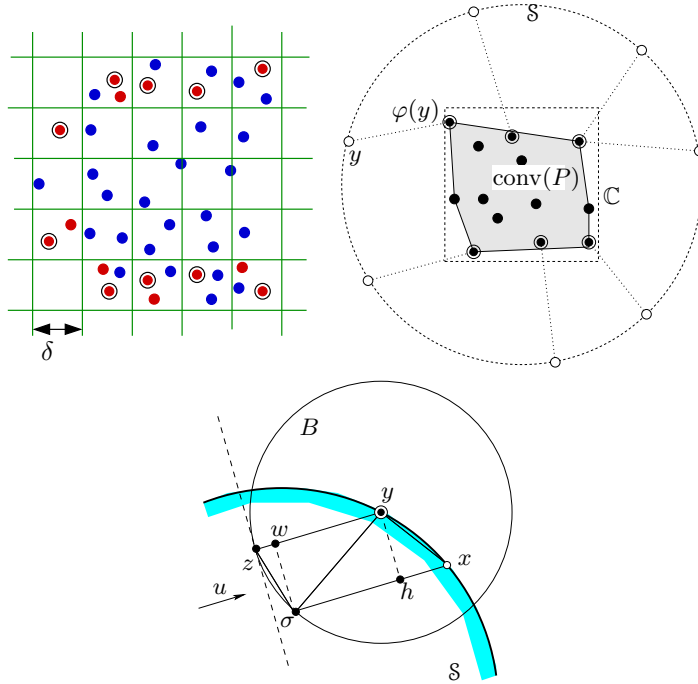 δ
𝕊
φ(y)
y
conv(P)
ℂ
B
y
w
z
x
h
u
σ
𝕊